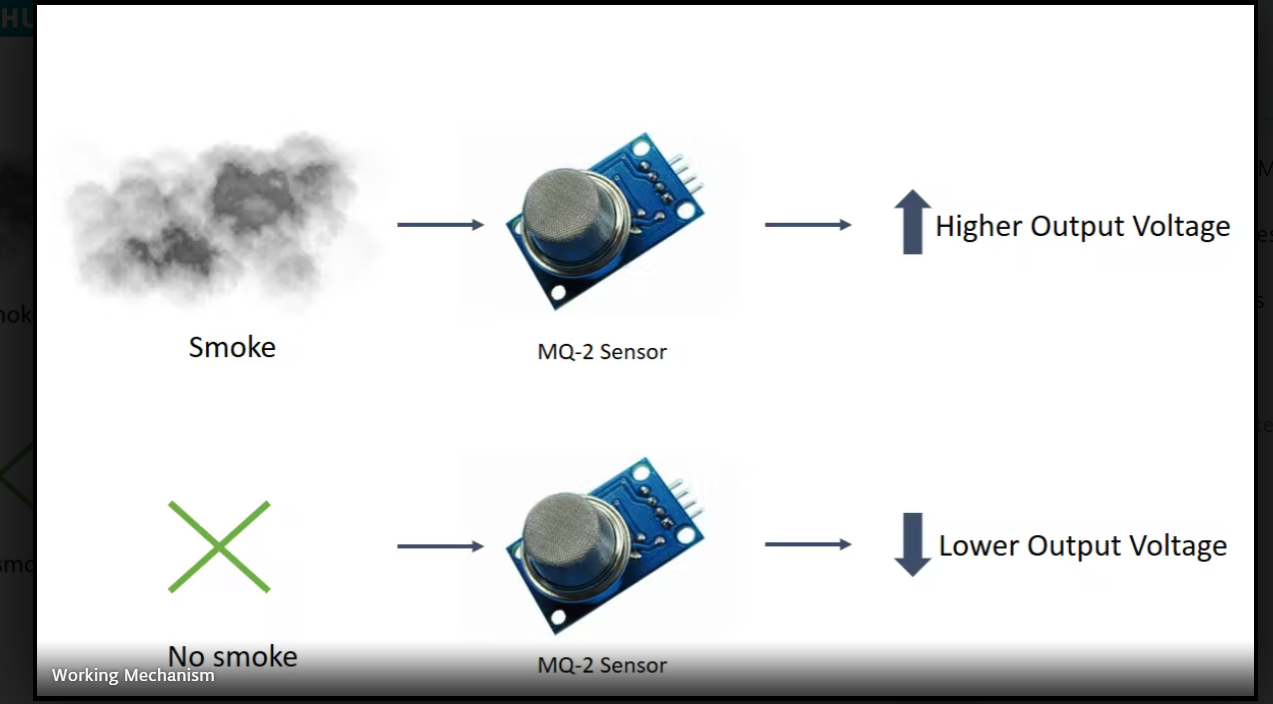 Smoke
MQ-2 Sensor
Higher Output Voltage
No smoke
MQ-2 Sensor
Lower Output Voltage
Working Mechanism